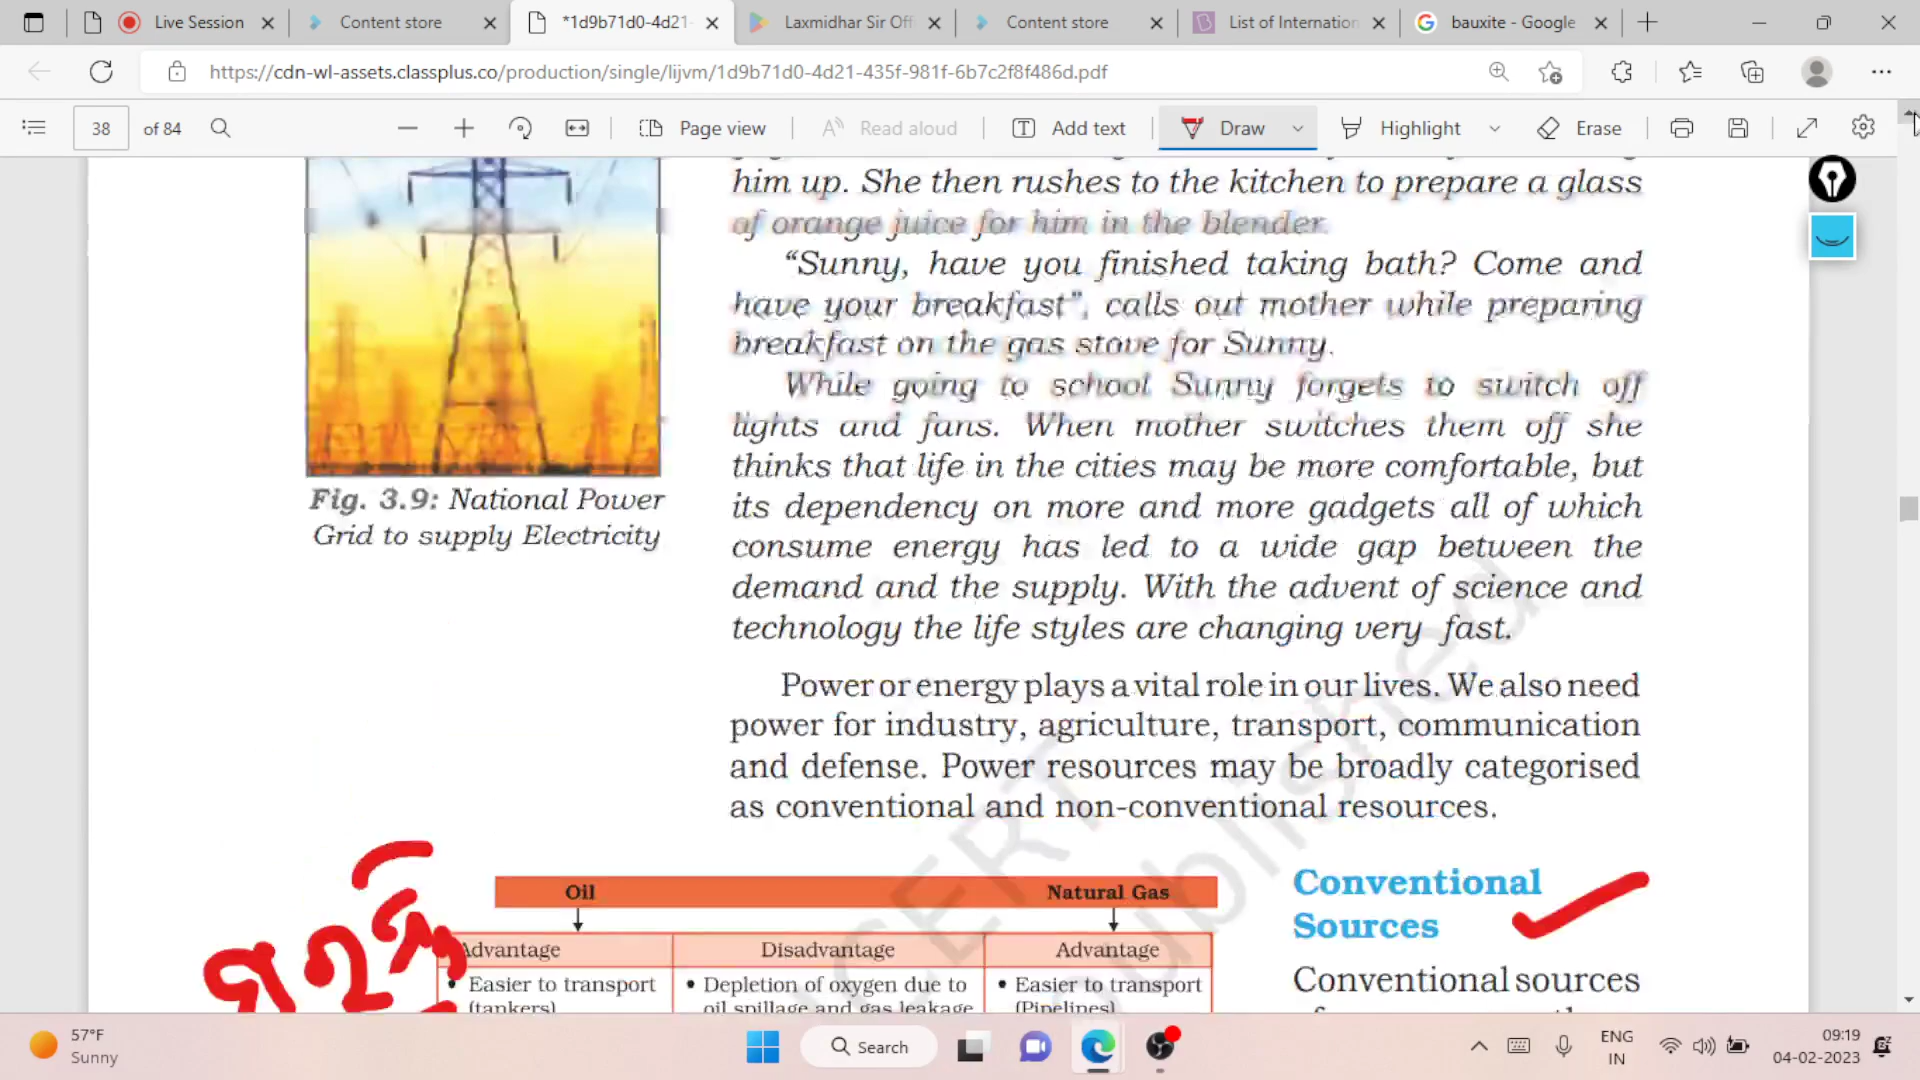 Live Session
Content store
*1d9b71d0-4d21-
Laxmidhar Sir Off
Content store
List of Internation
bauxite - Google
https://cdn-wl-assets.classplus.co/production/single/lijvm/1d9b71d0-4d21-435f-981f-6b7c2f8f486d.pdf
38 of 84
Page view
Read aloud
Add text
Draw
Highlight
Erase
him up. She then rushes to the kitchen to prepare a glass
of orange juice for him in the blender.
“Sunny, have you finished taking bath? Come and
have your breakfast”, calls out mother while preparing
breakfast on the gas stove for Sunny.
While going to school Sunny forgets to switch off
lights and fans. When mother switches them off she
thinks that life in the cities may be more comfortable, but
its dependency on more and more gadgets all of which
consume energy has led to a wide gap between the
demand and the supply. With the advent of science and
technology the life styles are changing very fast.
Fig. 3.9: National Power
Grid to supply Electricity
Power or energy plays a vital role in our lives. We also need
power for industry, agriculture, transport, communication
and defense. Power resources may be broadly categorised
as conventional and non-conventional resources.
Oil
Natural Gas
Advantage
Disadvantage
Advantage
• Easier to transport
(tankers)
• Depletion of oxygen due to
oil spillage and gas leakage
• Easier to transport
(Pipelines)
Conventional
Sources
Conventional sources
published
57°F
Sunny
Search
ENG
IN
09:19
04-02-2023